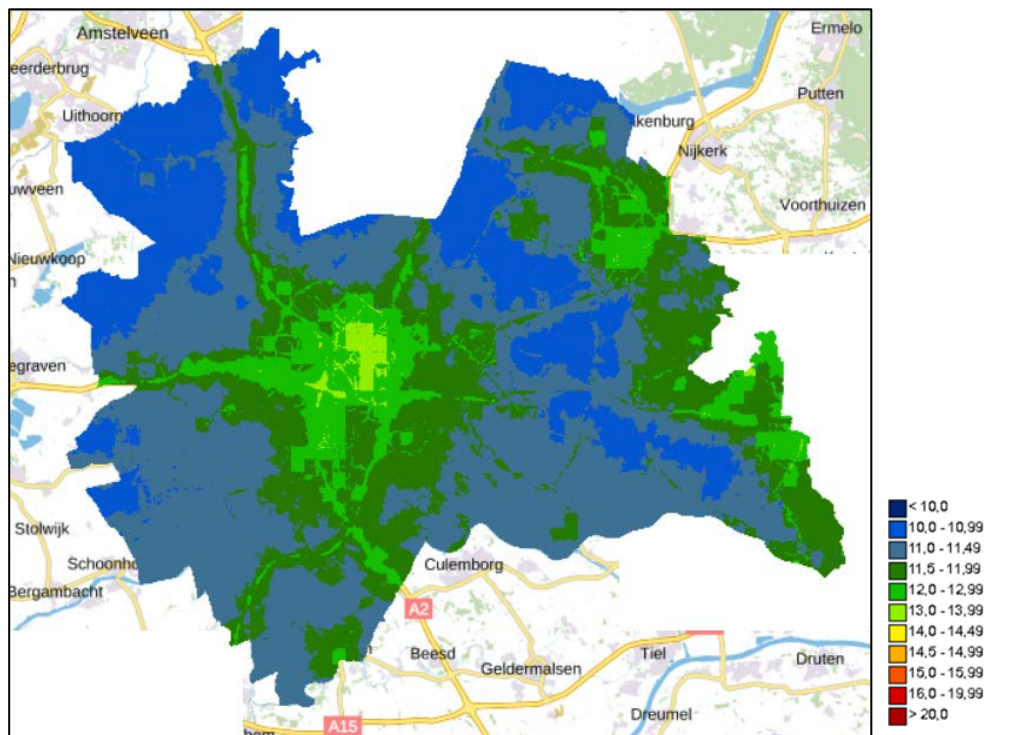 Amstelveen
Ermelo
eerderbrug
Putten
Uithoorn
lkenburg
Nijkerk
uwveen
Voorthuizen
Nieuwkoop
n
egraven
Stolwijk
Schoonho
Culemborg
Bergambacht
A2
n
Beesd
Tiel
Geldermalsen
Druten
Dreumel
A15
< 10,0
10,0 - 10,99
11,0 - 11,49
11,5 - 11,99
12,0 - 12,99
13,0 - 13,99
14,0 - 14,49
14,5 - 14,99
15,0 - 15,99
16,0 - 19,99
> 20,0